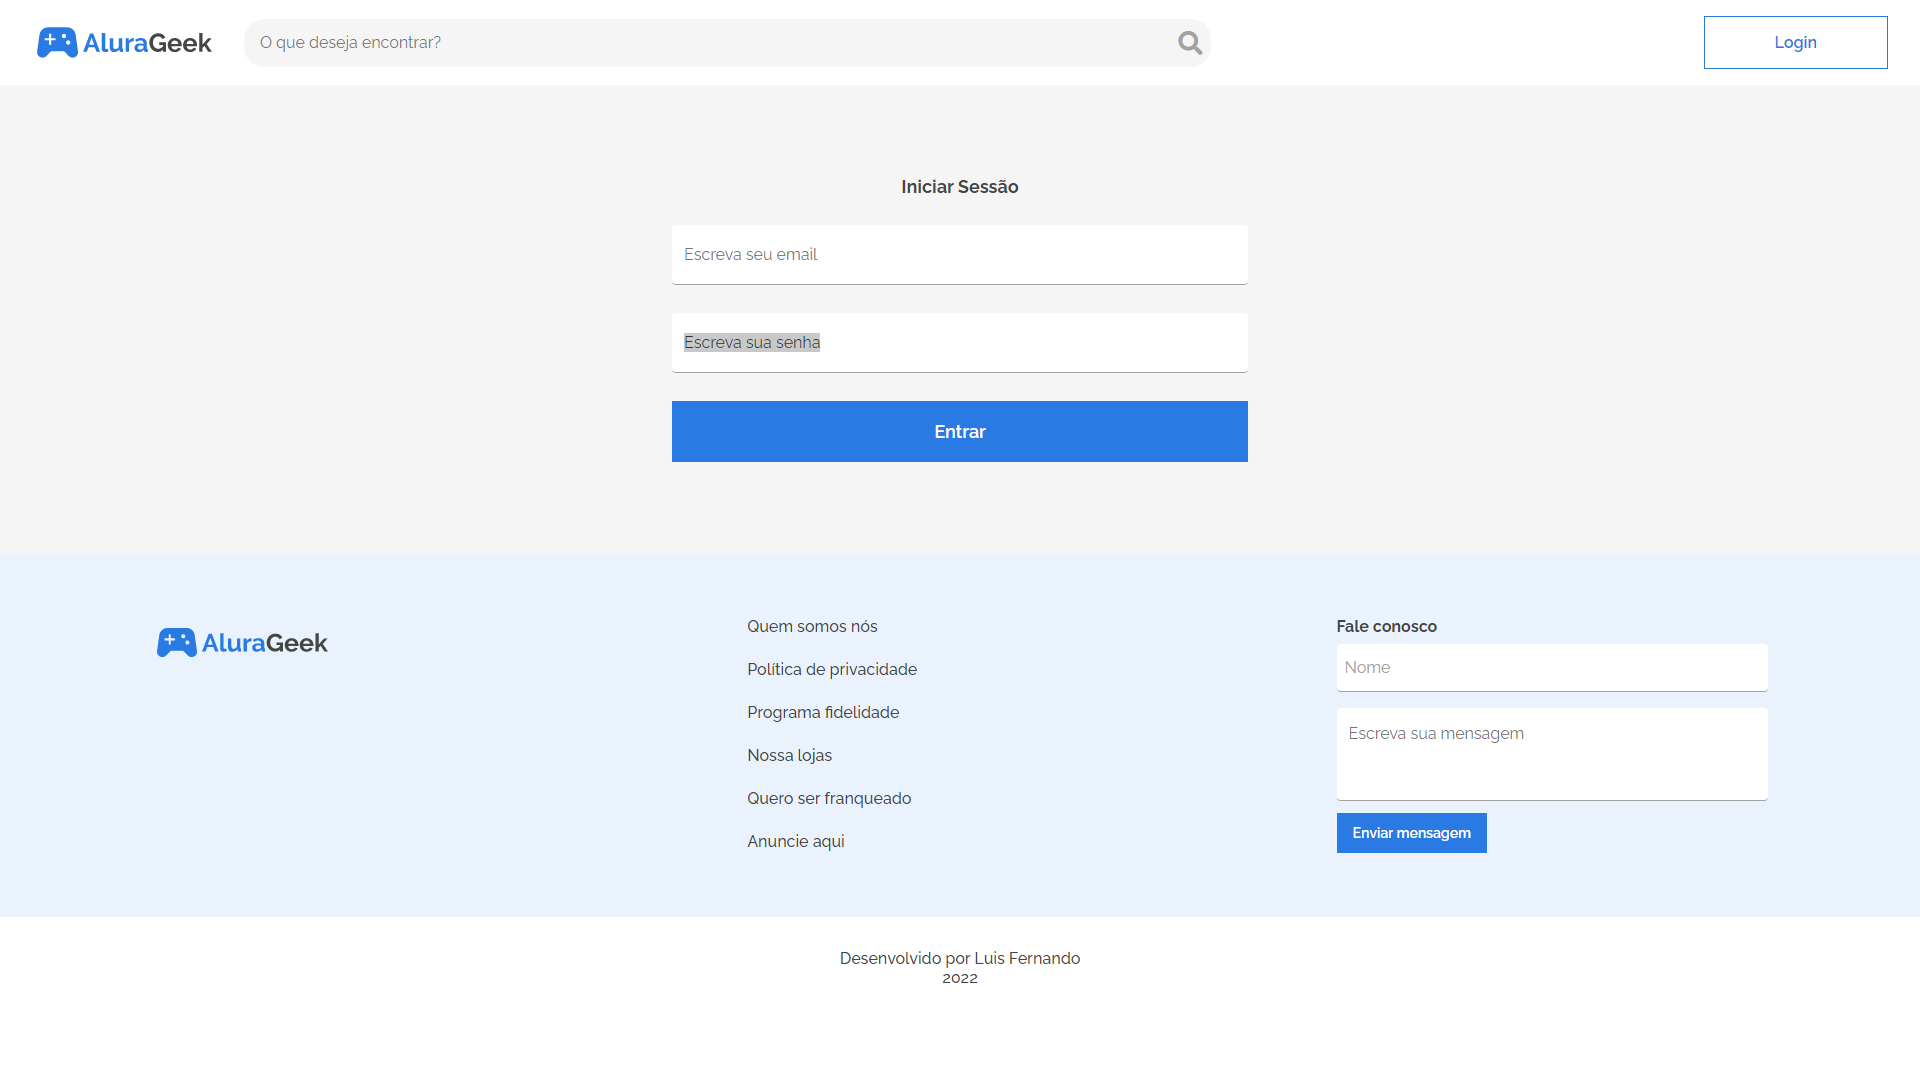 AluraGeek
O que deseja encontrar?
Login
Iniciar Sessão
Escreva seu email
Escreva sua senha
Entrar
AluraGeek
Quem somos nós
Política de privacidade
Programa fidelidade
Nossa lojas
Quero ser franqueado
Anuncie aqui
Fale conosco
Nome
Escreva sua mensagem
Enviar mensagem
Desenvolvido por Luis Fernando
2022